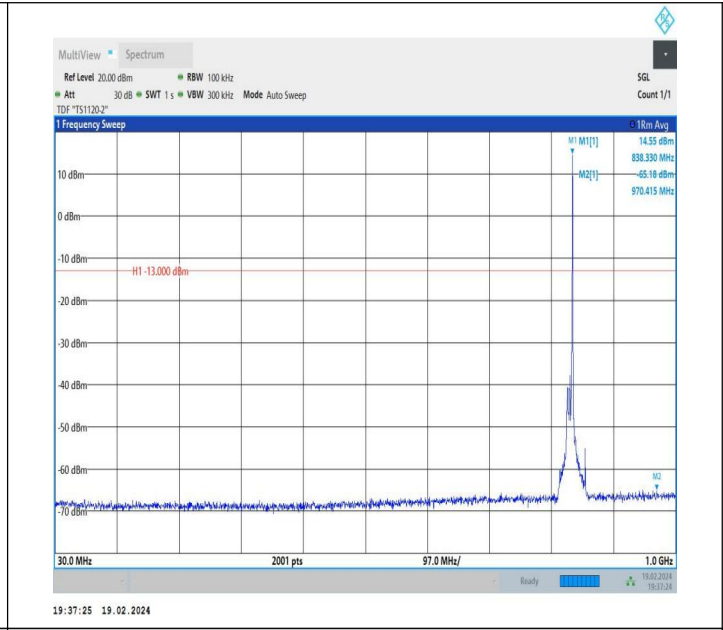 R S
MultiView Spectrum
Ref Level 20.00 dBm RBW 100 kHz SGL
Att 30 dB SWT 1 s VBW 300 kHz Mode Auto Sweep Count 1/1
TDF "TS1120-2"
1 Frequency Sweep 1Rm Avg
M1 M1[1] 14.55 dBm
838.330 MHz
10 dBm M2[1] -65.18 dBm
970.415 MHz
0 dBm
-10 dBm
H1 -13.000 dBm
-20 dBm
-30 dBm
-40 dBm
-50 dBm
-60 dBm
M2
-70 dBm
30.0 MHz 2001 pts 97.0 MHz/ 1.0 GHz
Ready 19.02.2024
19:37:24
19:37:25 19.02.2024